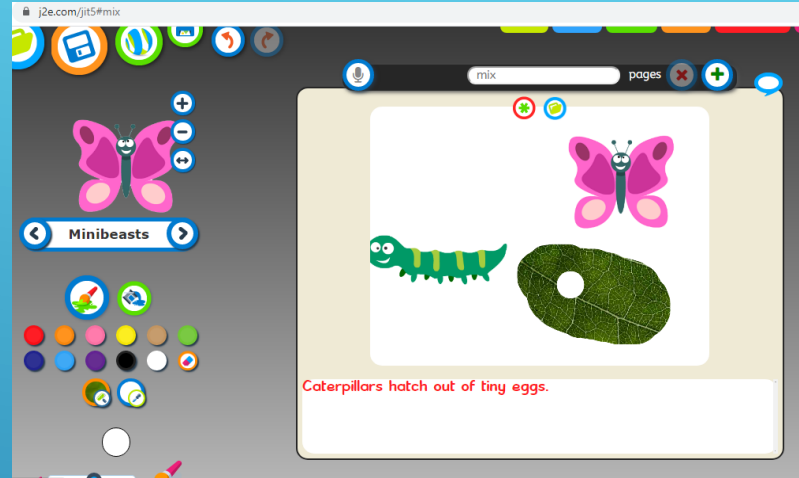 j2e.com/jit5#mix
mix
pages
Minibeasts
Caterpillars hatch out of tiny eggs.